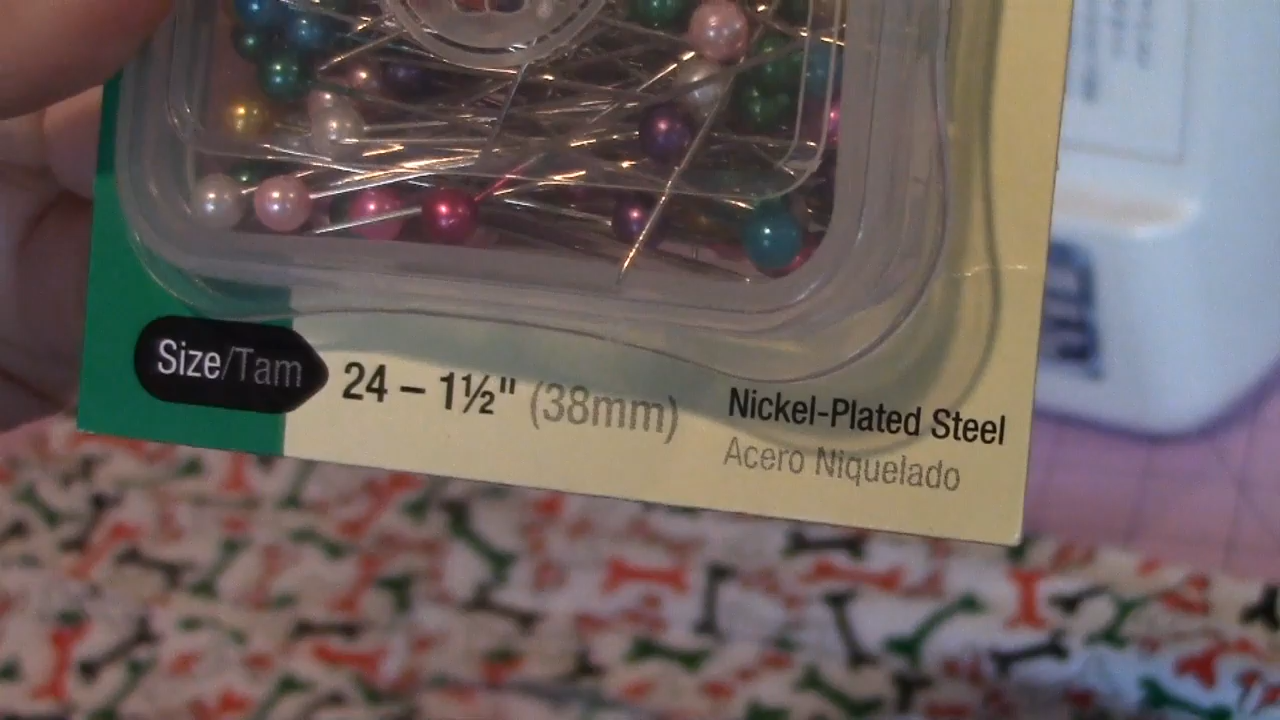 Size/Tam
24 – 1½" (38mm)
Nickel-Plated Steel
Acero Niquelado